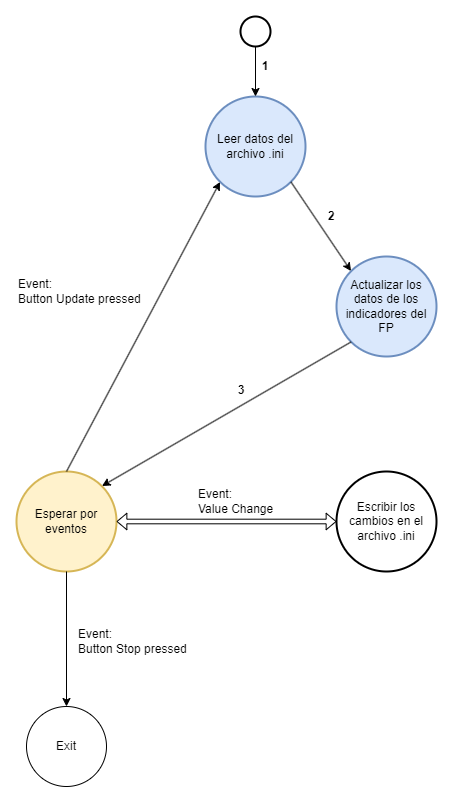 1
Leer datos del
archivo .ini
2
Actualizar los
datos de los
indicadores del
FP
Event:
Button Update pressed
3
Esperar por
eventos
Event:
Value Change
Escribir los
cambios en el
archivo .ini
Event:
Button Stop pressed
Exit